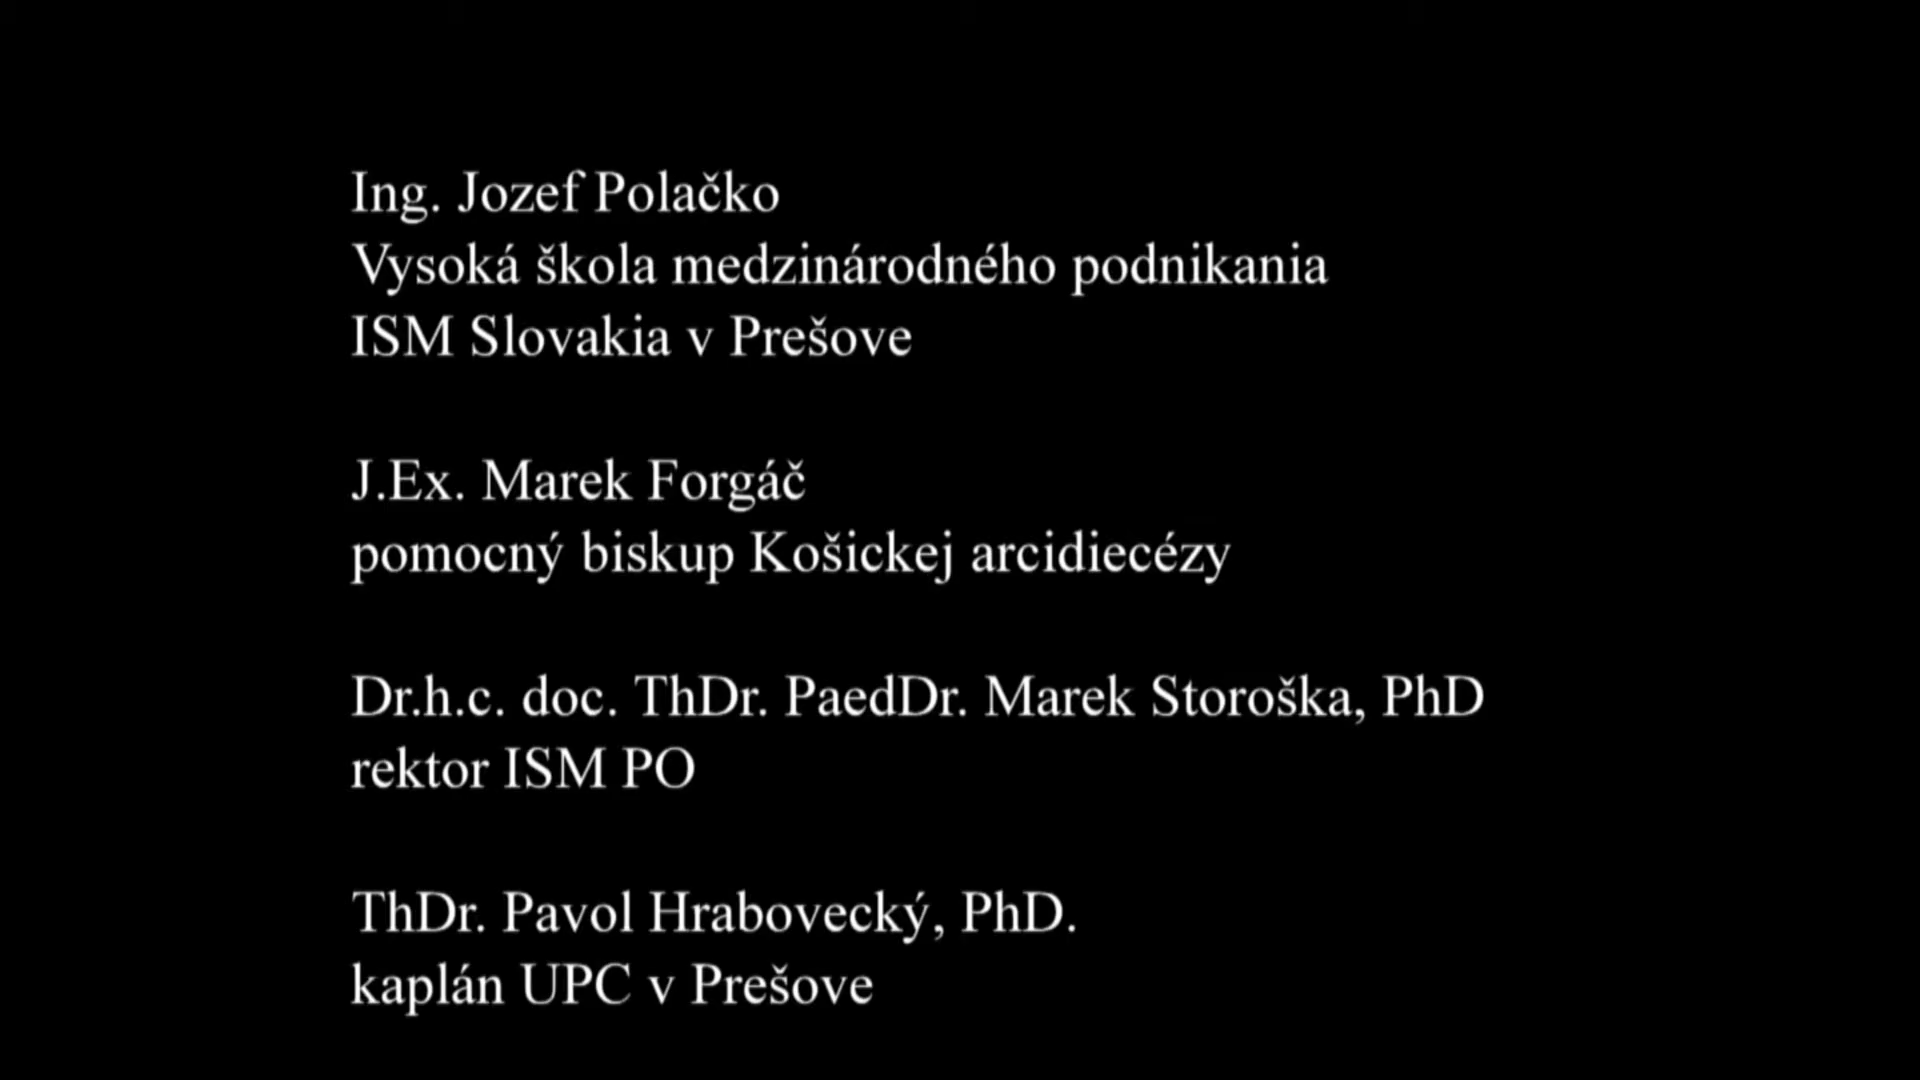 Ing. Jozef Polačko
Vysoká škola medzinárodného podnikania
ISM Slovakia v Prešove
J.Ex. Marek Forgáč
pomocný biskup Košickej arcidiecézy
Dr.h.c. doc. ThDr. PaedDr. Marek Storoška, PhD
rektor ISM PO
ThDr. Pavol Hrabovecký, PhD.
kaplán UPC v Prešove